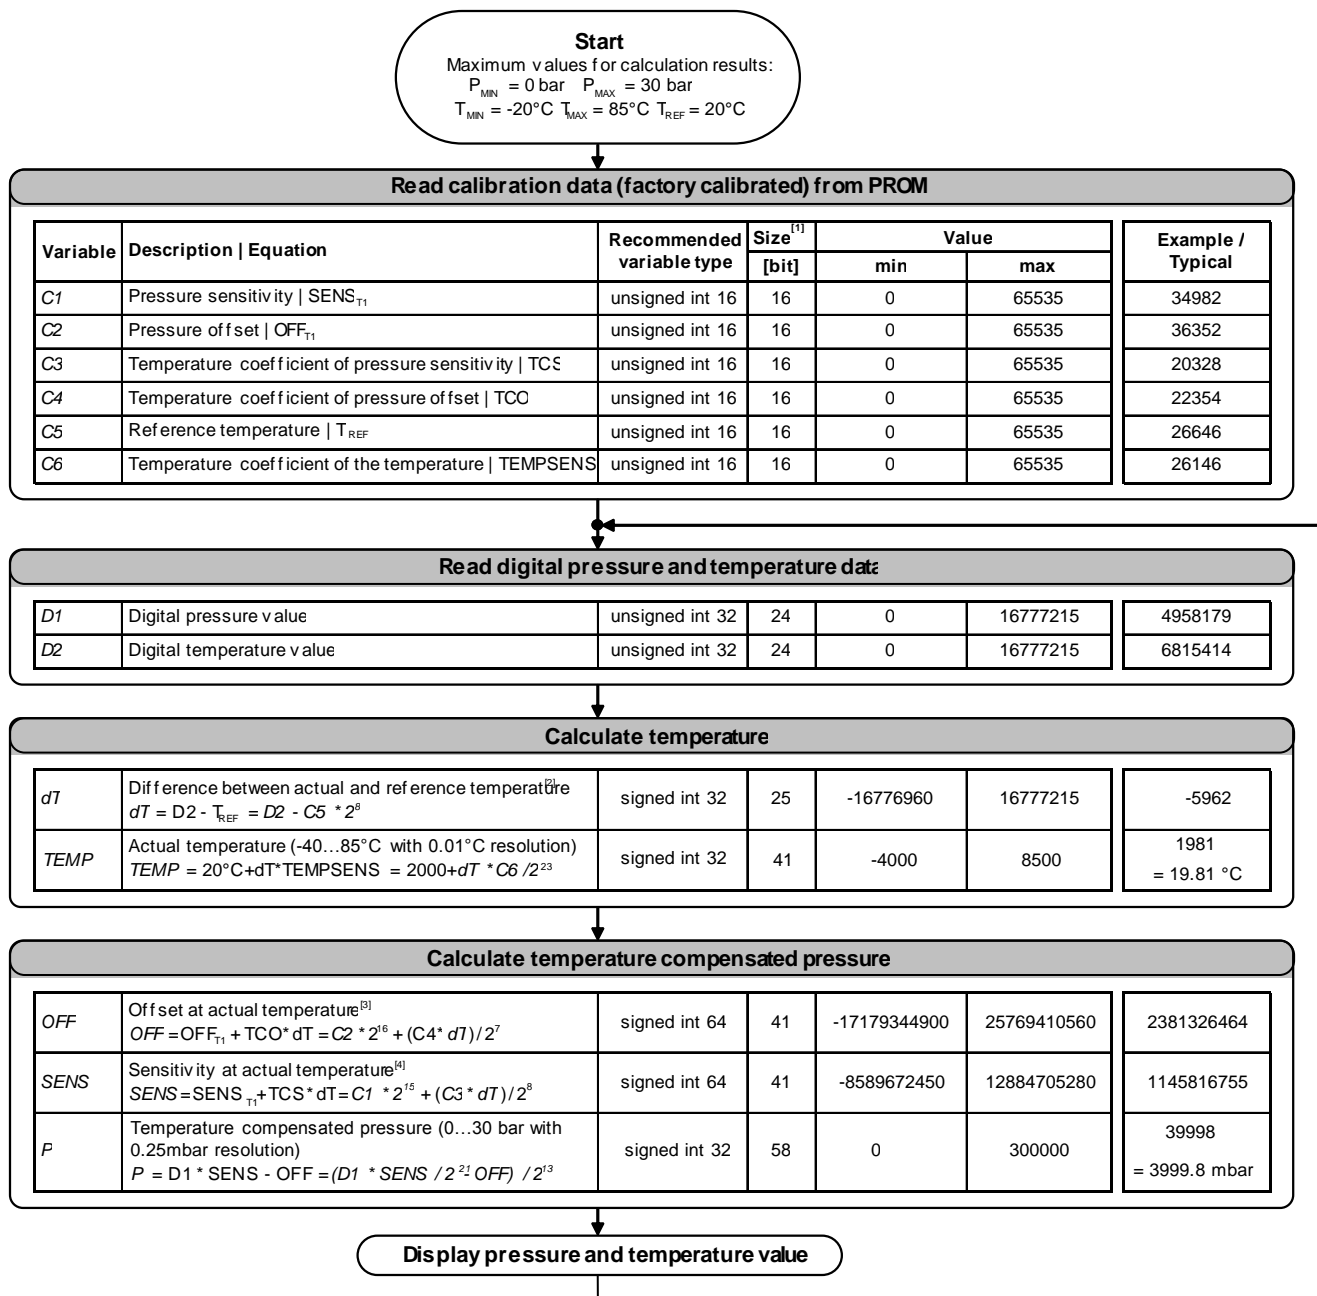 Start
Maximum values for calculation results:
P_MIN = 0 bar P_MAX = 30 bar
T_MIN = -20°C T_MAX = 85°C T_REF = 20°C
Read calibration data (factory calibrated) from PROM
Variable Description | Equation Recommended variable type Size[1] [bit] Value min max Example / Typical
C1 Pressure sensitivity | SENS_T1 unsigned int 16 16 0 65535 34982
C2 Pressure offset | OFF_T1 unsigned int 16 16 0 65535 36352
C3 Temperature coefficient of pressure sensitivity | TCS unsigned int 16 16 0 65535 20328
C4 Temperature coefficient of pressure offset | TCO unsigned int 16 16 0 65535 22354
C5 Reference temperature | T_REF unsigned int 16 16 0 65535 26646
C6 Temperature coefficient of the temperature | TEMPSENS unsigned int 16 16 0 65535 26146
Read digital pressure and temperature data
D1 Digital pressure value unsigned int 32 24 0 16777215 4958179
D2 Digital temperature value unsigned int 32 24 0 16777215 6815414
Calculate temperature
dT Difference between actual and reference temperature[2]
dT = D2 - T_REF = D2 - C5 * 2^8 signed int 32 25 -16776960 16777215 -5962
TEMP Actual temperature (-40…85°C with 0.01°C resolution)
TEMP = 20°C+dT*TEMPSENS = 2000+dT *C6 /2^23 signed int 32 41 -4000 8500 1981
= 19.81 °C
Calculate temperature compensated pressure
OFF Offset at actual temperature[3]
OFF =OFF_T1 + TCO* dT = C2 * 2^16 + (C4* dT)/2^7 signed int 64 41 -17179344900 25769410560 2381326464
SENS Sensitivity at actual temperature[4]
SENS=SENS_T1+TCS* dT= C1 * 2^15 + (C3* dT)/2^8 signed int 64 41 -8589672450 12884705280 1145816755
P Temperature compensated pressure (0…30 bar with
0.25mbar resolution)
P = D1 * SENS - OFF =(D1 * SENS / 2^21 - OFF) / 2^13 signed int 32 58 0 300000 39998
= 3999.8 mbar
Display pressure and temperature value